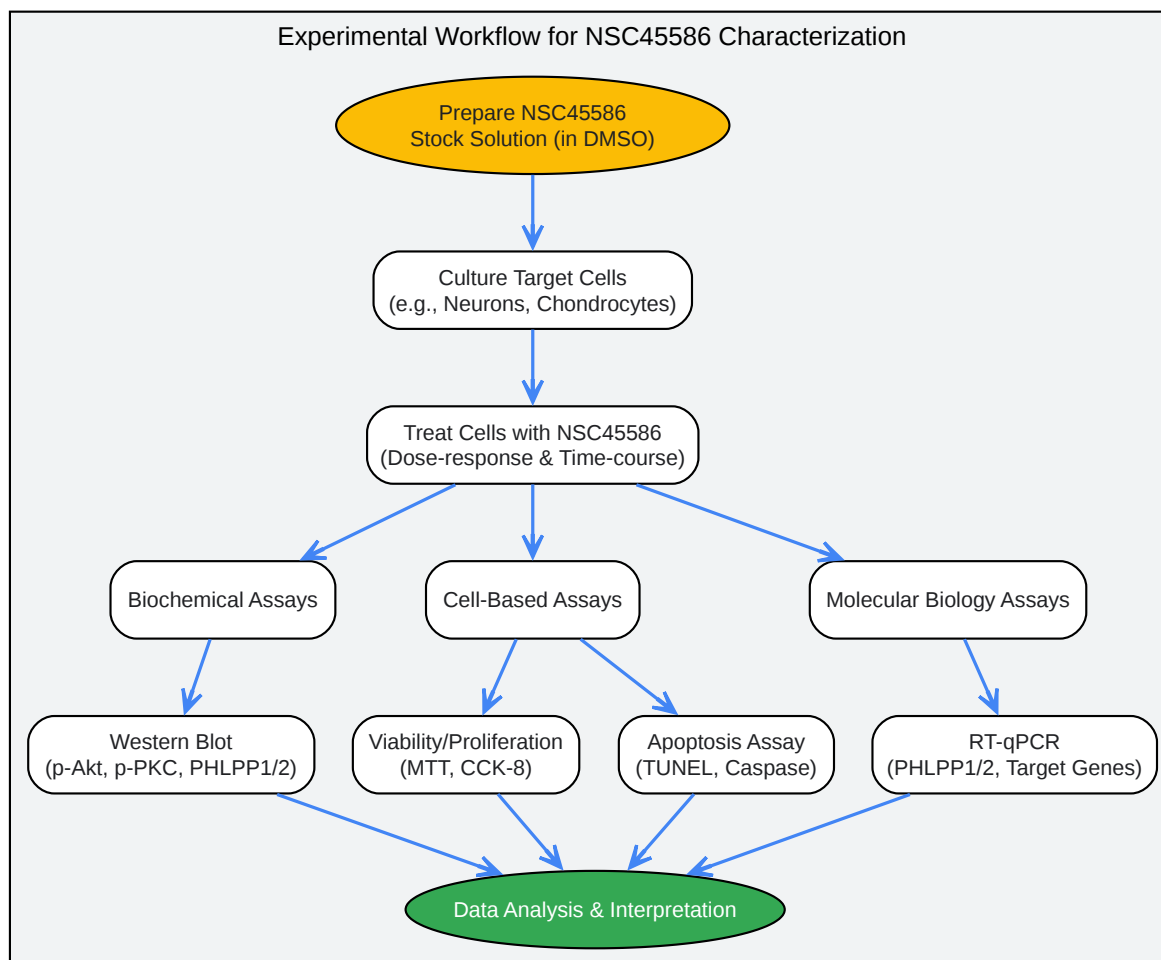 Experimental Workflow for NSC45586 Characterization
Prepare NSC45586
Stock Solution (in DMSO)
Culture Target Cells
(e.g., Neurons, Chondrocytes)
Treat Cells with NSC45586
(Dose-response & Time-course)
Biochemical Assays
Cell-Based Assays
Molecular Biology Assays
Western Blot
(p-Akt, p-PKC, PHLPP1/2)
Viability/Proliferation
(MTT, CCK-8)
Apoptosis Assay
(TUNEL, Caspase)
RT-qPCR
(PHLPP1/2, Target Genes)
Data Analysis & Interpretation